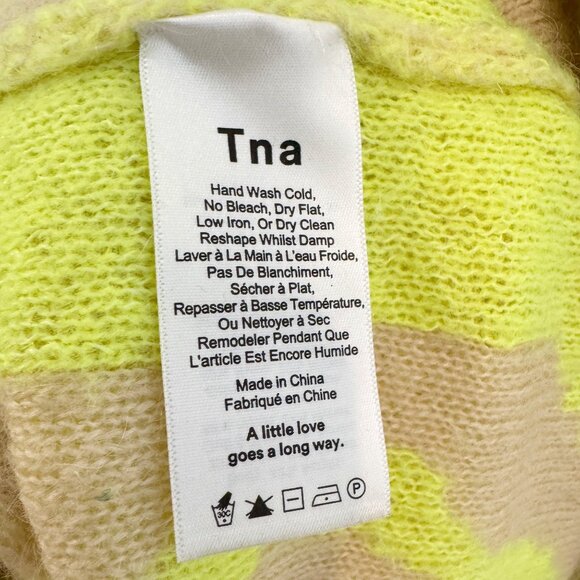 Tna
Hand Wash Cold,
No Bleach, Dry Flat,
Low Iron, Or Dry Clean
Reshape Whilst Damp
Laver à La Main à L'eau Froide,
Pas De Blanchiment,
Sécher à Plat,
Repasser à Basse Température,
Ou Nettoyer à Sec
Remodeler Pendant Que
L'article Est Encore Humide
Made in China
Fabriqué en Chine
A little love
goes a long way.
30C P